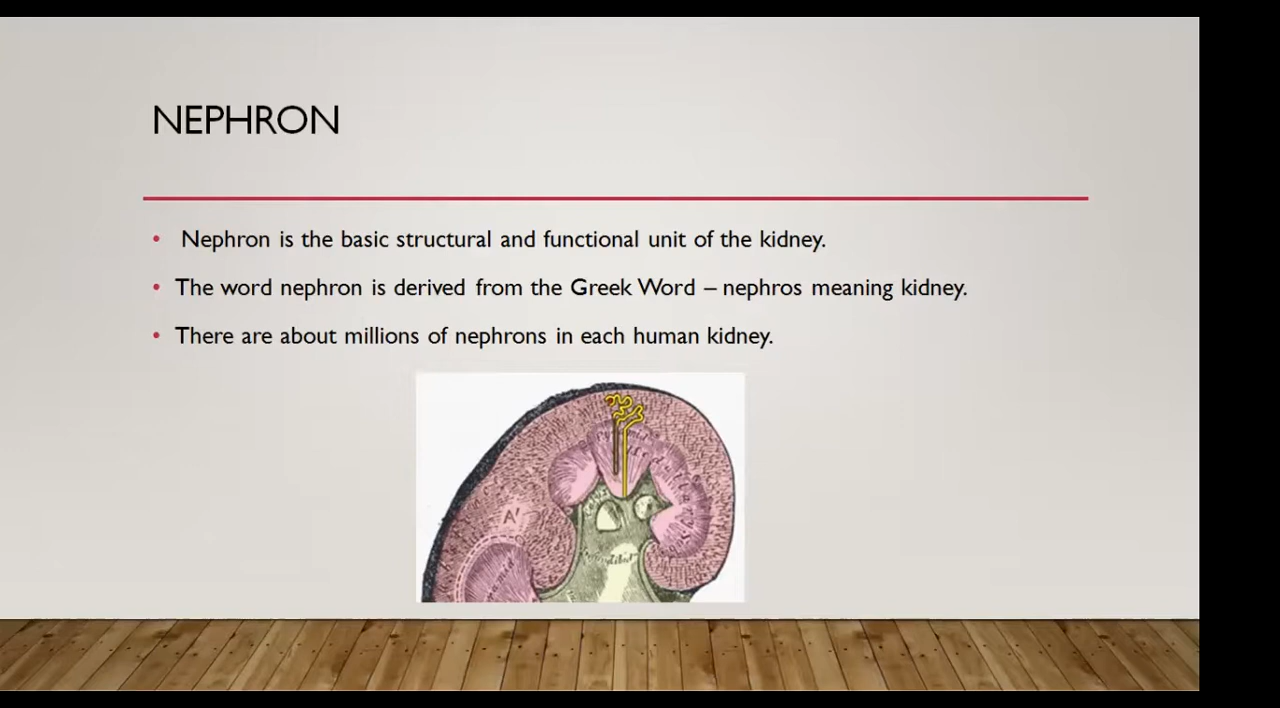 NEPHRON
• Nephron is the basic structural and functional unit of the kidney.
• The word nephron is derived from the Greek Word – nephros meaning kidney.
• There are about millions of nephrons in each human kidney.
A'